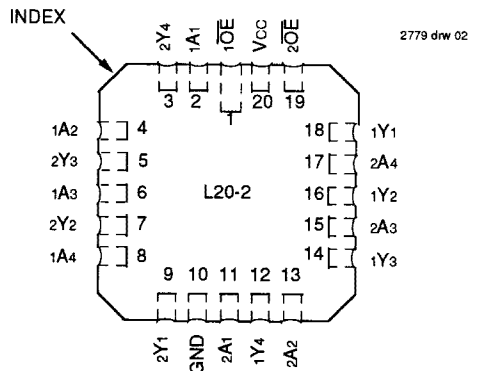 INDEX
2Y4 1A1 1O̅E̅ VCC 2O̅E̅
2779 drw 02
3 2 1 20 19
1A2 4 18 1Y1
2Y3 5 17 2A4
1A3 6 L20-2 16 1Y2
2Y2 7 15 2A3
1A4 8 14 1Y3
9 10 11 12 13
2Y1 GND 2A1 1Y4 2A2